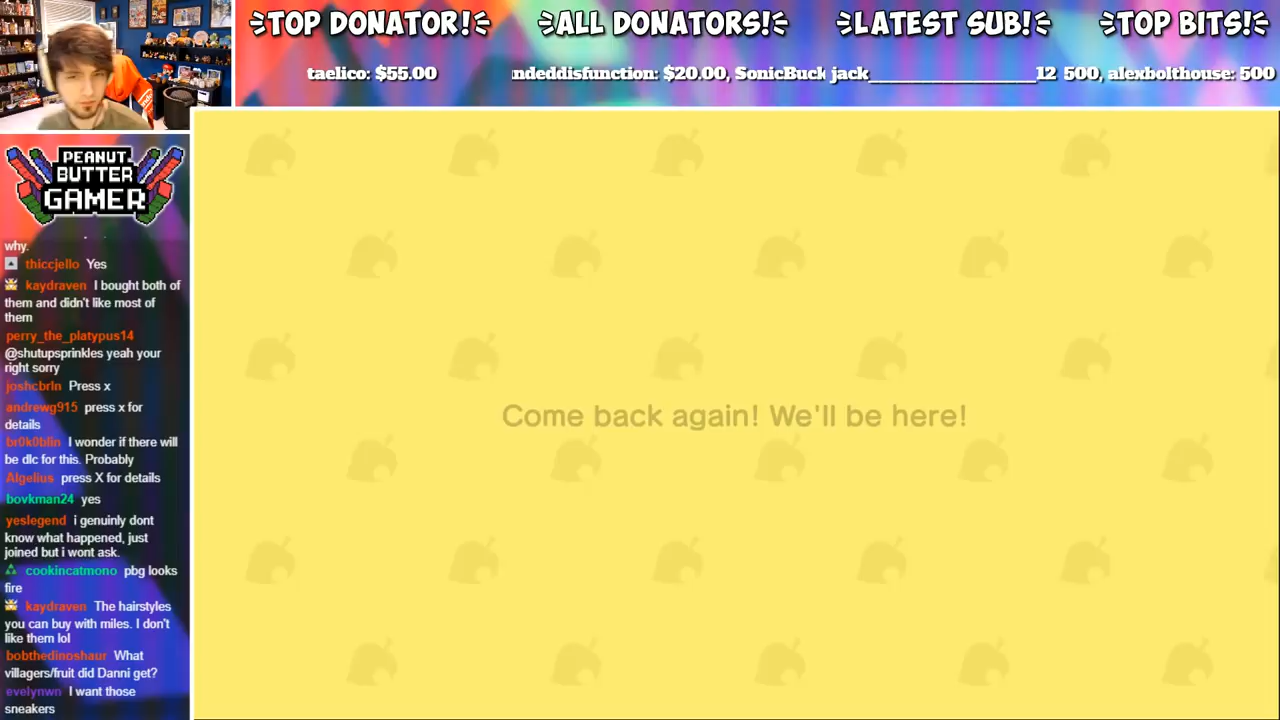 TOP DONATOR! ALL DONATORS! LATEST SUB! TOP BITS!
taelico: $55.00 ndeddisfunction: $20.00, SonicBuck jack________________12 500, alexbolthouse: 500
PEANUT
BUTTER
GAMER
why.
thiccjello Yes
kaydraven I bought both of
them and didn't like most of
them
perry_the_platypus14
@shutupsprinkles yeah your
right sorry
joshcbrln Press x
andrewg915 press x for
details
br0k0blin I wonder if there will
be dlc for this. Probably
Algelius press X for details
bovkman24 yes
yeslegend i genuinly dont
know what happened, just
joined but i wont ask.
cookincatmono pbg looks
fire
kaydraven The hairstyles
you can buy with miles. I don't
like them lol
bobthedinoshaur What
villagers/fruit did Danni get?
evelynwn I want those
sneakers
Come back again! We'll be here!